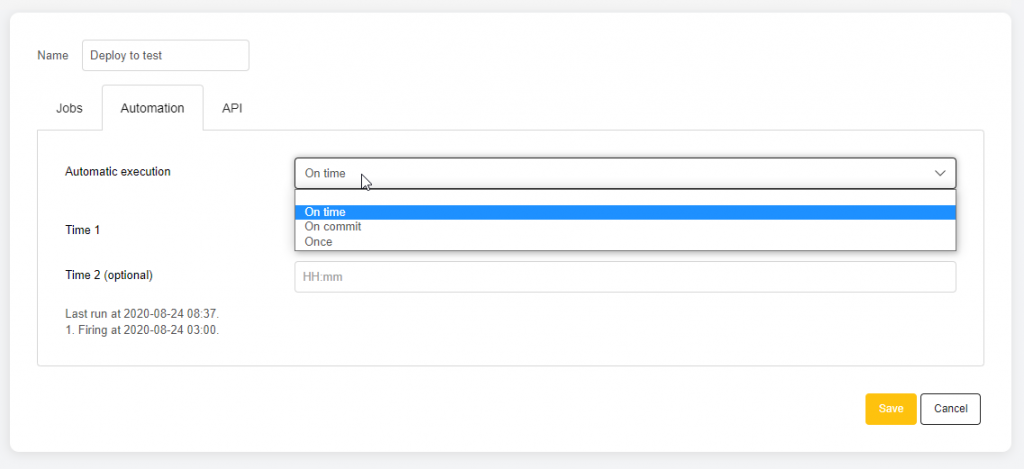 Name Deploy to test
Jobs Automation API
Automatic execution On time
On time
On commit
Time 1
Once
Time 2 (optional) HH:mm
Last run at 2020-08-24 08:37.
1. Firing at 2020-08-24 03:00.
Save Cancel